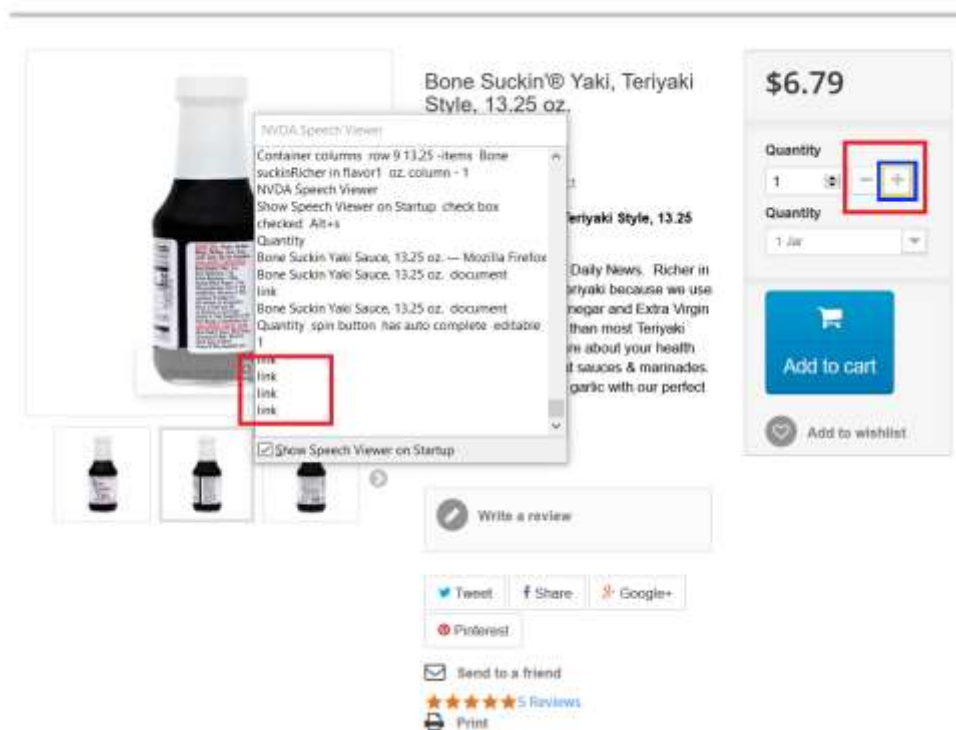 Bone Suckin'® Yaki, Teriyaki
Style, 13.25 oz.
NVDA Speech Viewer
Container columns row 9 13.25 -items Bone
suckinRicher in flavor1 oz. column - 1
NVDA Speech Viewer
Show Speech Viewer on Startup check box
checked Alt+s
Quantity
Bone Suckin Yaki Sauce, 13.25 oz. — Mozilla Firefox
Bone Suckin Yaki Sauce, 13.25 oz. document
link
Bone Suckin Yaki Sauce, 13.25 oz. document
Quantity spin button has auto complete editable
1
link
link
link
link
Show Speech Viewer on Startup
eriyaki Style, 13.25
Daily News. Richer in
eriyaki because we use
negar and Extra Virgin
than most Teriyaki
re about your health
t sauces & marinades.
garlic with our perfect
$6.79
Quantity
1
Quantity
1 Jar
Add to cart
Add to wishlist
Write a review
Tweet
Share
Google+
Pinterest
Send to a friend
5 Reviews
Print